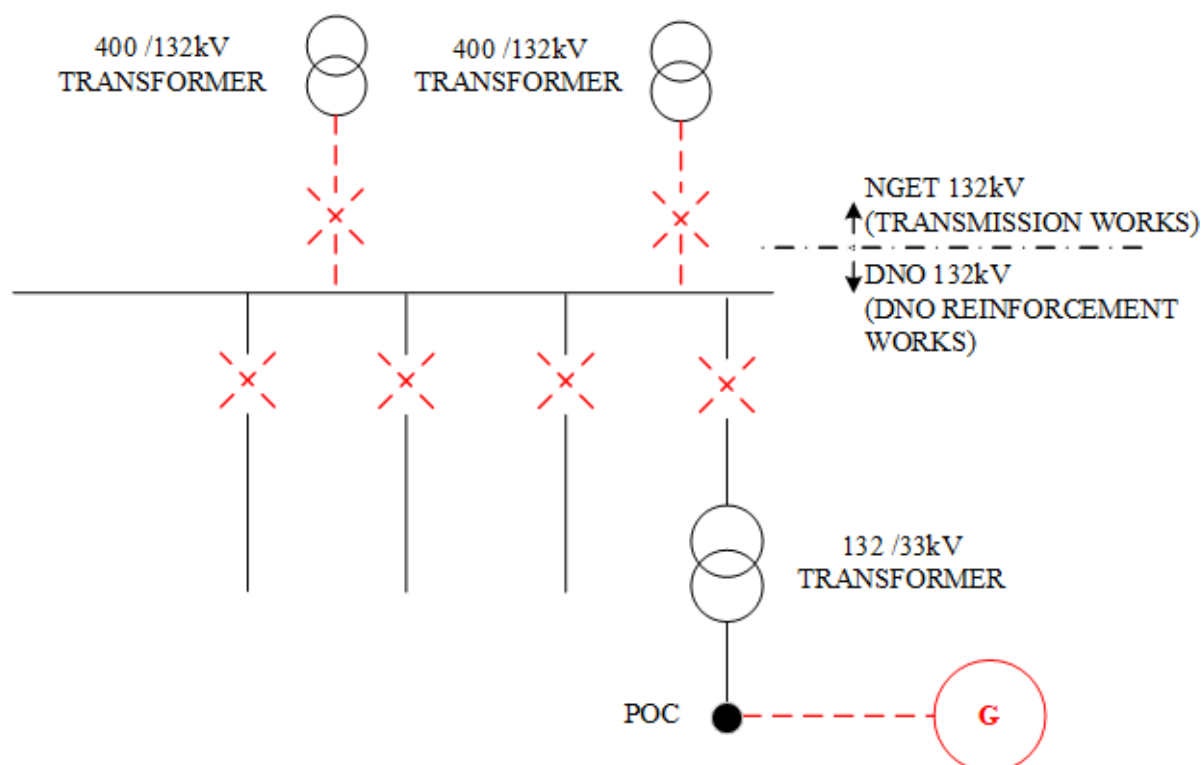 400 /132kV
TRANSFORMER
400 /132kV
TRANSFORMER
NGET 132kV
(TRANSMISSION WORKS)
DNO 132kV
(DNO REINFORCEMENT
WORKS)
132 /33kV
TRANSFORMER
POC
G